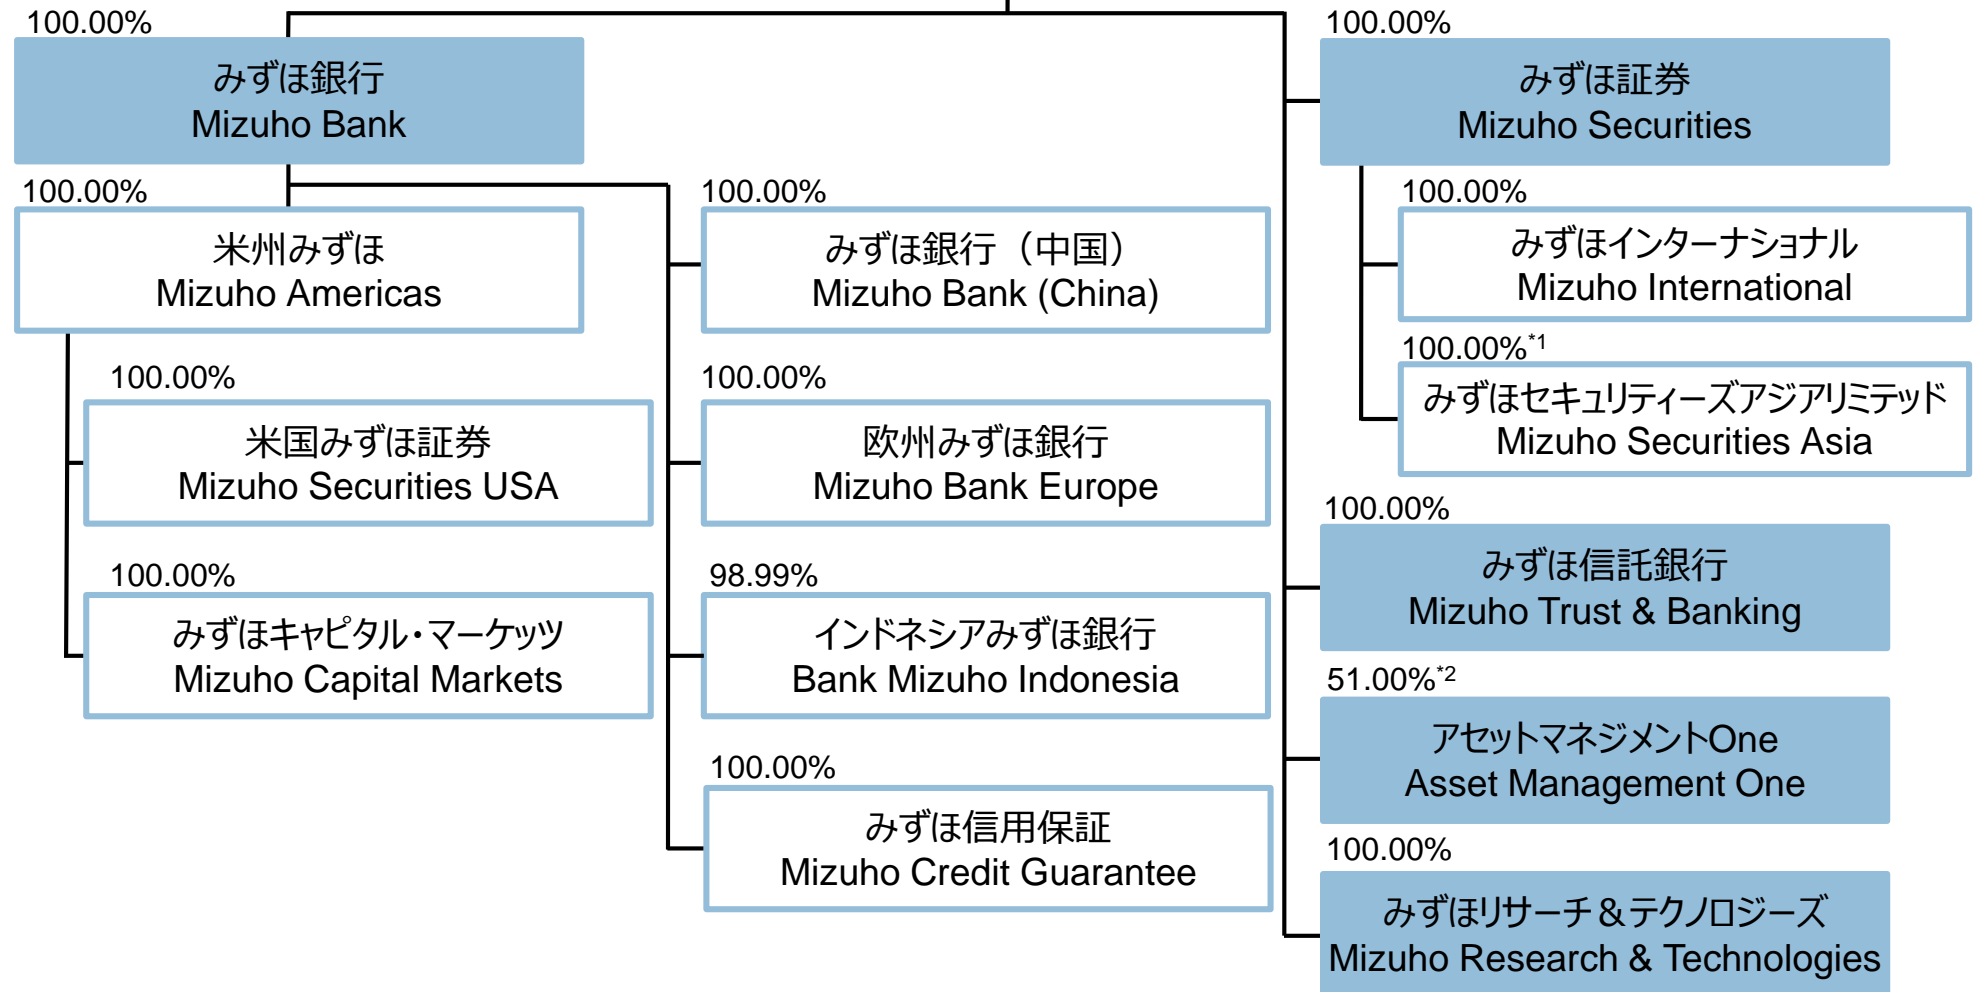 100.00%
みずほ銀行
Mizuho Bank
100.00%
米州みずほ
Mizuho Americas
100.00%
米国みずほ証券
Mizuho Securities USA
100.00%
みずほキャピタル・マーケッツ
Mizuho Capital Markets
100.00%
みずほ銀行（中国）
Mizuho Bank (China)
100.00%
欧州みずほ銀行
Mizuho Bank Europe
98.99%
インドネシアみずほ銀行
Bank Mizuho Indonesia
100.00%
みずほ信用保証
Mizuho Credit Guarantee
100.00%
みずほ証券
Mizuho Securities
100.00%
みずほインターナショナル
Mizuho International
100.00%*1
みずほセキュリティーズアジアリミテッド
Mizuho Securities Asia
100.00%
みずほ信託銀行
Mizuho Trust & Banking
51.00%*2
アセットマネジメントOne
Asset Management One
100.00%
みずほリサーチ＆テクノロジーズ
Mizuho Research & Technologies